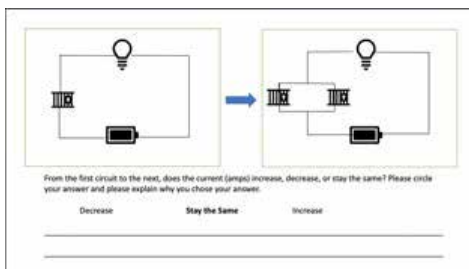 From the first circuit to the next, does the current (amps) increase, decrease, or stay the same? Please circle
your answer and please explain why you chose your answer.
Decrease Stay the Same Increase